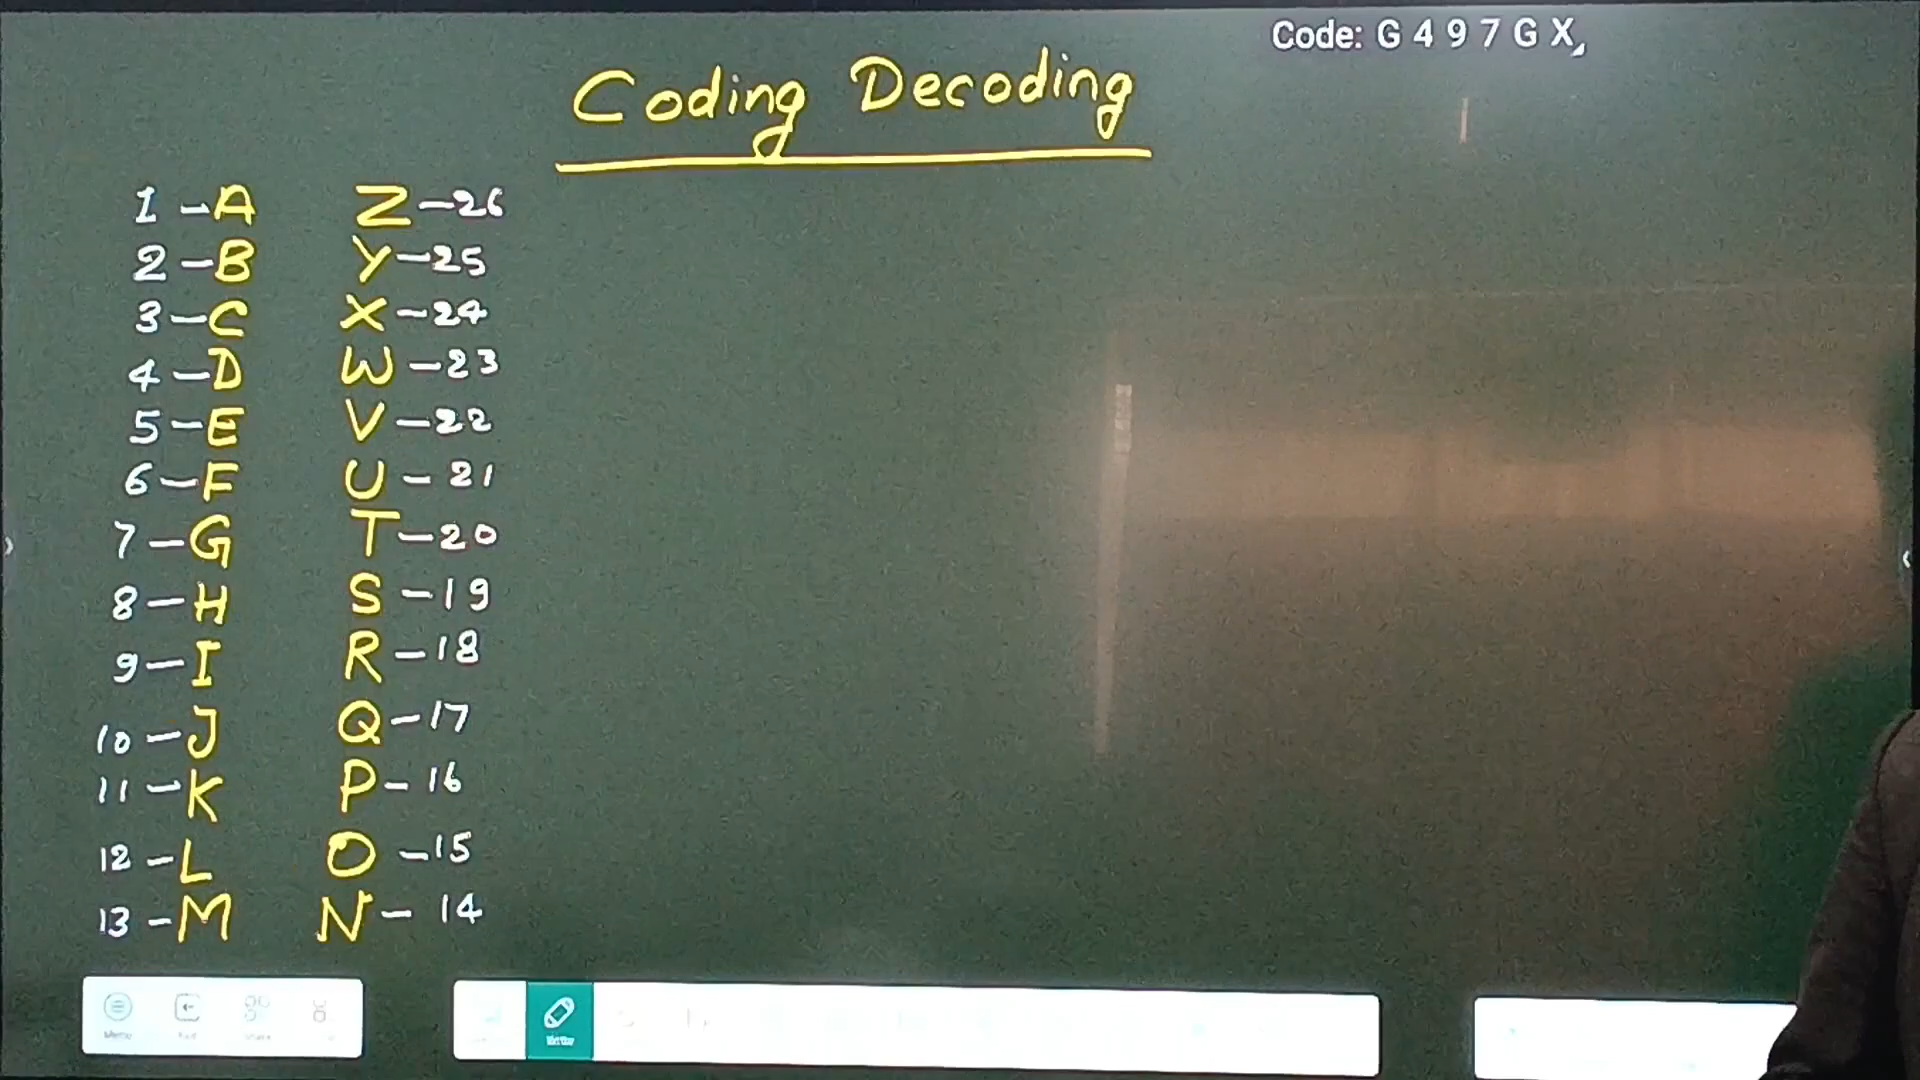 Code: G 4 9 7 G X
Coding Decoding
1 - A Z - 26
2 - B Y - 25
3 - C X - 24
4 - D W - 23
5 - E V - 22
6 - F U - 21
7 - G T - 20
8 - H S - 19
9 - I R - 18
10 - J Q - 17
11 - K P - 16
12 - L O - 15
13 - M N - 14